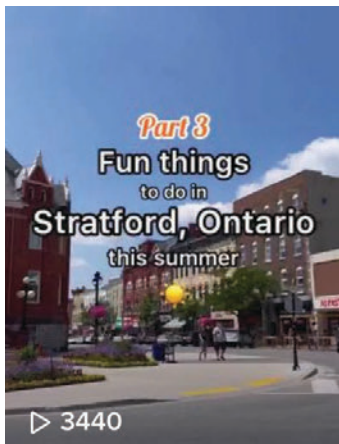 Part 3
Fun things
to do in
Stratford, Ontario
this summer
3440